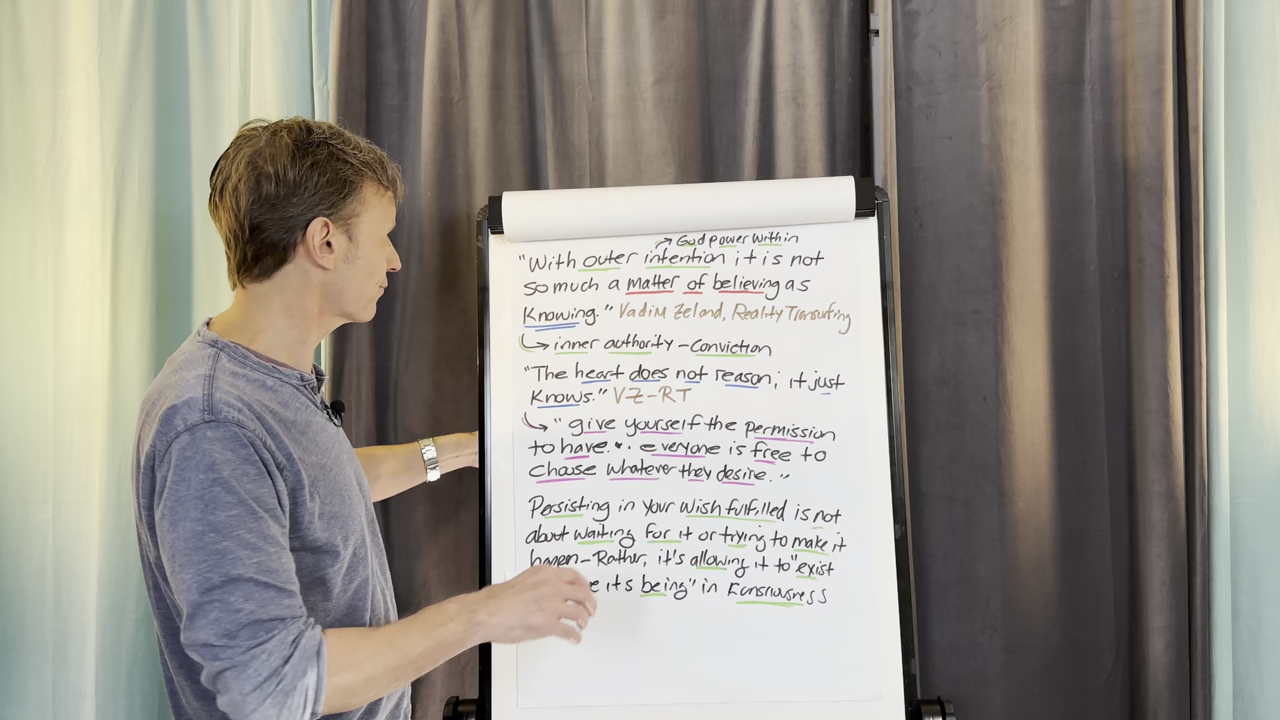 → God power within
"With outer intention it is not
so much a matter of believing as
Knowing." Vadim Zeland, Reality Transurfing
↳ inner authority - conviction
"The heart does not reason; it just
Knows." VZ-RT
↳ "give yourself the permission
to have... everyone is free to
choose whatever they desire."
Persisting in your wish fulfilled is not
about waiting for it or trying to make it
happen - Rather, it's allowing it to "exist
its being" in